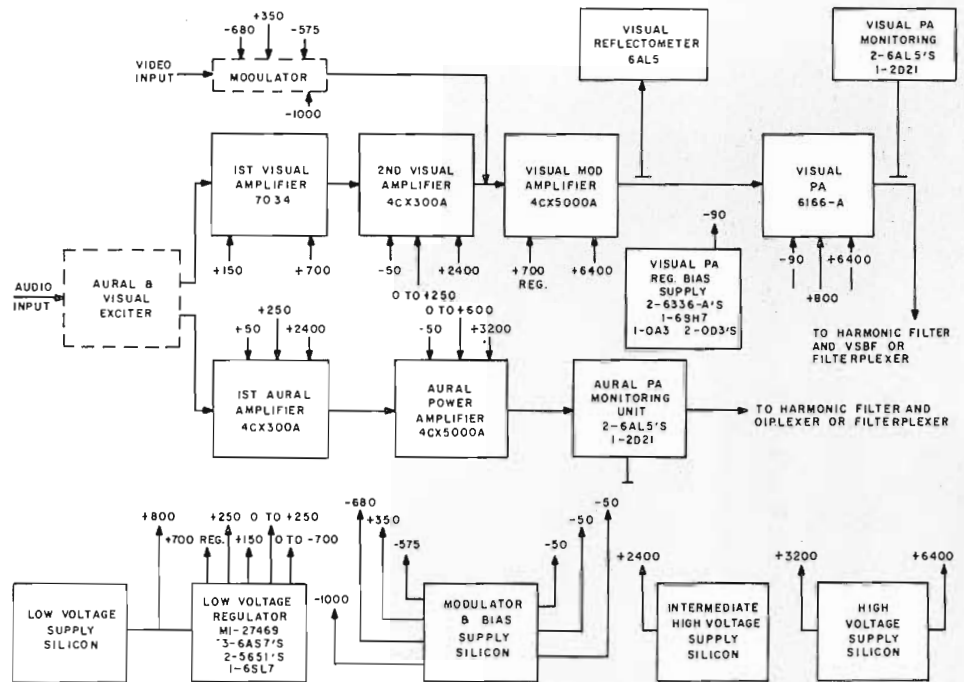 +350
-680
-575
VIDEO
INPUT
MODULATOR
-1000
VISUAL
REFLECTOMETER
6AL5
VISUAL PA
MONITORING
2-6AL5'S
1-2D21
1ST VISUAL
AMPLIFIER
7034
2ND VISUAL
AMPLIFIER
4CX300A
VISUAL MOD
AMPLIFIER
4CX5000A
VISUAL
PA
6166-A
+150
+700
-50
+2400
0 TO +250
+700
REG.
+6400
-90
-90
+6400
+800
AUDIO
INPUT
AURAL &
VISUAL
EXCITER
VISUAL PA
REG. BIAS
SUPPLY
2-6336-A'S
1-6SH7
1-OA3 2-OD3'S
TO HARMONIC FILTER
AND VSBF OR
FILTERPLEXER
+250
+50
+2400
0 TO +600
-50
+3200
1ST AURAL
AMPLIFIER
4CX300A
AURAL
POWER
AMPLIFIER
4CX5000A
AURAL PA
MONITORING
UNIT
2-6AL5'S
1-2D21
TO HARMONIC FILTER AND
DIPLEXER OR FILTERPLEXER
+800
+250
0 TO +250
+700 REG.
+150
0 TO -700
-680
+350
-575
-1000
-50
-50
-50
+2400
+3200
+6400
LOW VOLTAGE
SUPPLY
SILICON
LOW VOLTAGE
REGULATOR
MI-27469
3-6AS7'S
2-5651'S
1-6SL7
MODULATOR
& BIAS
SUPPLY
SILICON
INTERMEDIATE
HIGH VOLTAGE
SUPPLY
SILICON
HIGH
VOLTAGE
SUPPLY
SILICON